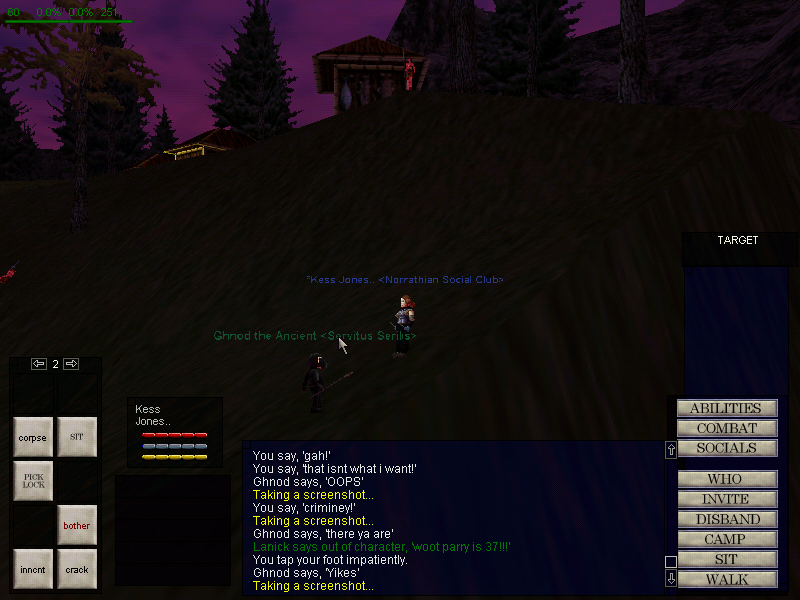 60 0.0% 0.0% 251
TARGET
*Kess Jones.. <Norrathian Social Club>
Ghnod the Ancient <Servitus Serilis>
2
corpse
SIT
PICK
LOCK
bother
inncnt
crack
Kess
Jones..
You say, 'gah!'
You say, 'that isnt what i want!'
Ghnod says, 'OOPS'
Taking a screenshot...
You say, 'criminey!'
Taking a screenshot...
Ghnod says, 'there ya are'
Lanick says out of character, 'woot parry is 37!!!'
You tap your foot impatiently.
Ghnod says, 'Yikes'
Taking a screenshot...
ABILITIES
COMBAT
SOCIALS
WHO
INVITE
DISBAND
CAMP
SIT
WALK